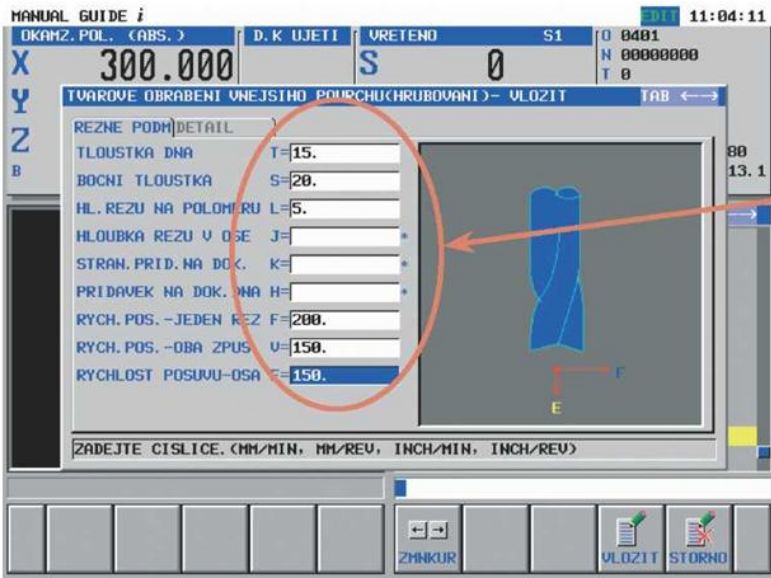 MANUAL GUIDE i EDIT 11:04:11
OKAMZ.POL. (ABS.) D.K UJETI VRETENO S1 O 0401
X 300.000 S 0 N 00000000
T 0
TVAROVE OBRABENI VNEJSIHO POVRCHU(HRUBOVANI)- VLOZIT TAB ←→
Y
REZNE PODM DETAIL
Z
TLOUSTKA DNA T= 15. 80
B
BOCNI TLOUSTKA S= 20. 13.1
HL.REZU NA POLOMERU L= 5.
HLOUBKA REZU V OSE J= *
STRAN.PRID.NA DOK. K= *
PRIDAVEK NA DOK.DNA H= *
RYCH.POS.-JEDEN REZ F= 200.
RYCH.POS.-OBA ZPUS V= 150.
RYCHLOST POSUVU-OSA E= 150.
F
E
ZADEJTE CISLICE.(MM/MIN, MM/REV, INCH/MIN, INCH/REV)
←→
ZMNKUR VLOZIT STORNO